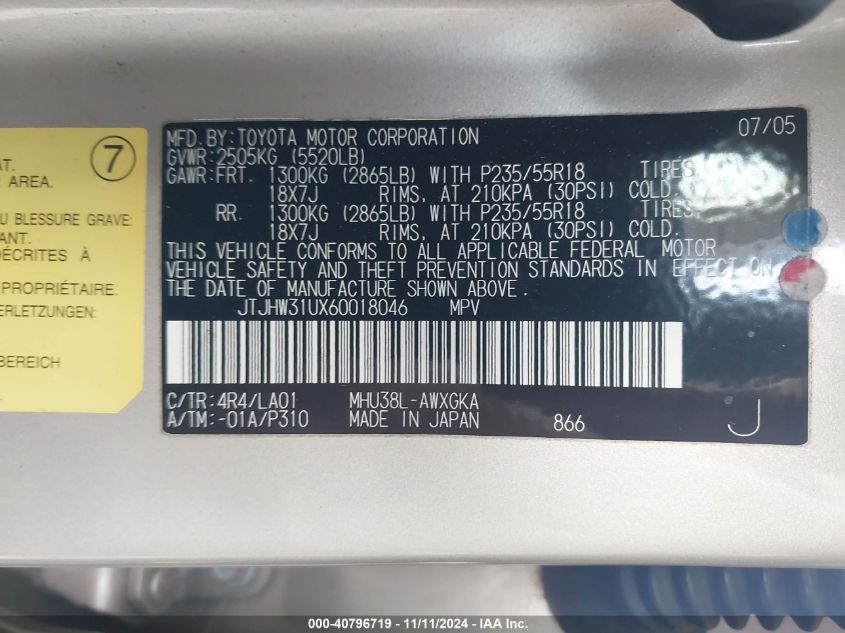 AT.
7
R AREA.
U BLESSURE GRAVE:
ANT.
DÉCRITES À
PROPRIÉTAIRE.
ERLETZUNGEN:
BEREICH
MFD.BY:TOYOTA MOTOR CORPORATION 07/05
GVWR:2505KG (5520LB)
GAWR:FRT. 1300KG (2865LB) WITH P235/55R18 TIRES,
18X7J RIMS, AT 210KPA (30PSI) COLD.
RR. 1300KG (2865LB) WITH P235/55R18 TIRES
18X7J RIMS, AT 210KPA (30PSI) COLD.
THIS VEHICLE CONFORMS TO ALL APPLICABLE FEDERAL MOTOR
VEHICLE SAFETY AND THEFT PREVENTION STANDARDS IN EFFECT ON
THE DATE OF MANUFACTURE SHOWN ABOVE.
JTJHW31UX60018046 MPV
C/TR:4R4/LA01 MHU38L-AWXGKA
A/TM:-01A/P310 MADE IN JAPAN 866 J
000-40796719 - 11/11/2024 - IAA Inc.